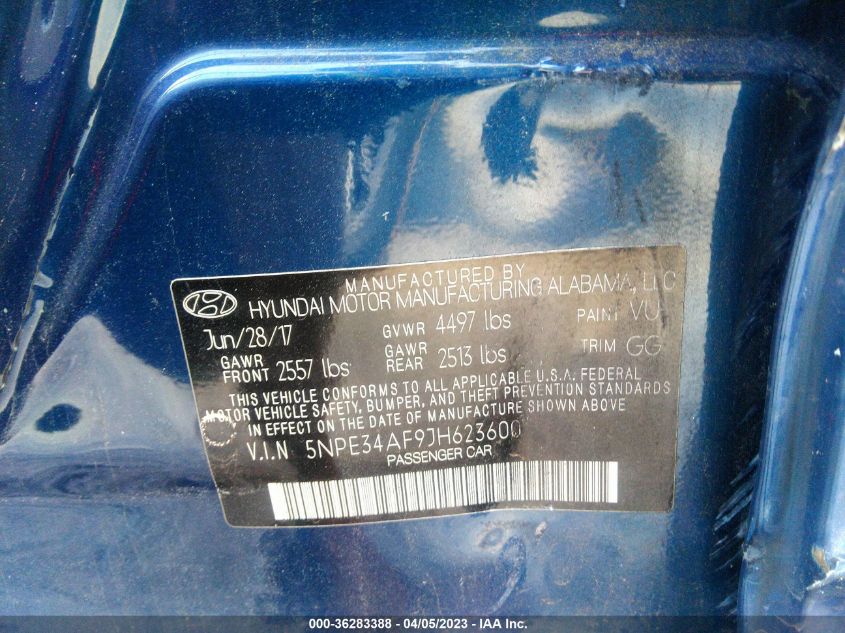 MANUFACTURED BY
HYUNDAI MOTOR MANUFACTURING ALABAMA, LLC
Jun/28/17 GVWR 4497 lbs PAINT VU
GAWR FRONT 2557 lbs GAWR REAR 2513 lbs TRIM GG
THIS VEHICLE CONFORMS TO ALL APPLICABLE U.S.A. FEDERAL
MOTOR VEHICLE SAFETY, BUMPER, AND THEFT PREVENTION STANDARDS
IN EFFECT ON THE DATE OF MANUFACTURE SHOWN ABOVE
V.I.N 5NPE34AF9JH623600
PASSENGER CAR
000-36283388 - 04/05/2023 - IAA Inc.